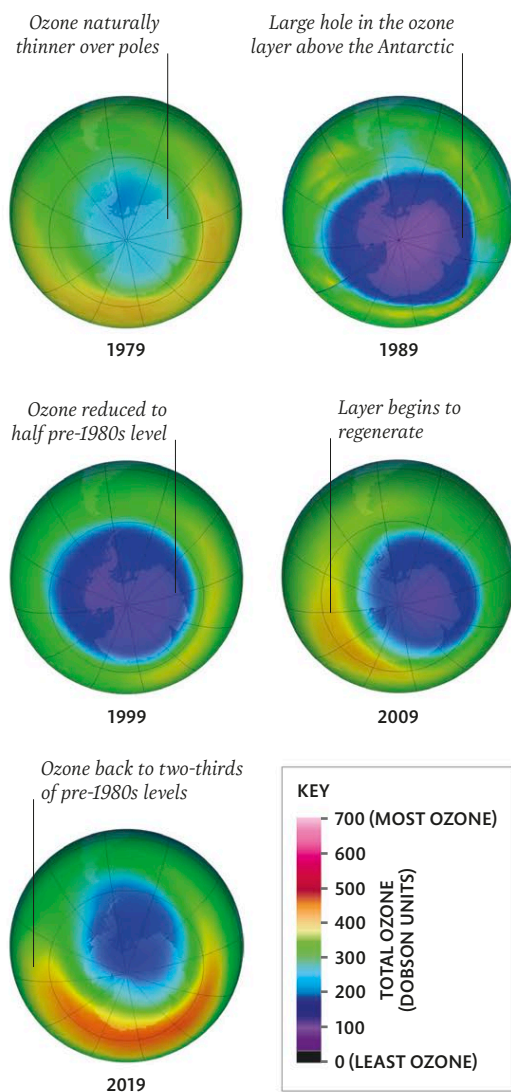 Ozone naturally
thinner over poles
Large hole in the ozone
layer above the Antarctic
1979
1989
Ozone reduced to
half pre-1980s level
Layer begins to
regenerate
1999
2009
Ozone back to two-thirds
of pre-1980s levels
2019
KEY
700 (MOST OZONE)
600
500
400
300
200
100
0 (LEAST OZONE)
TOTAL OZONE
(DOBSON UNITS)